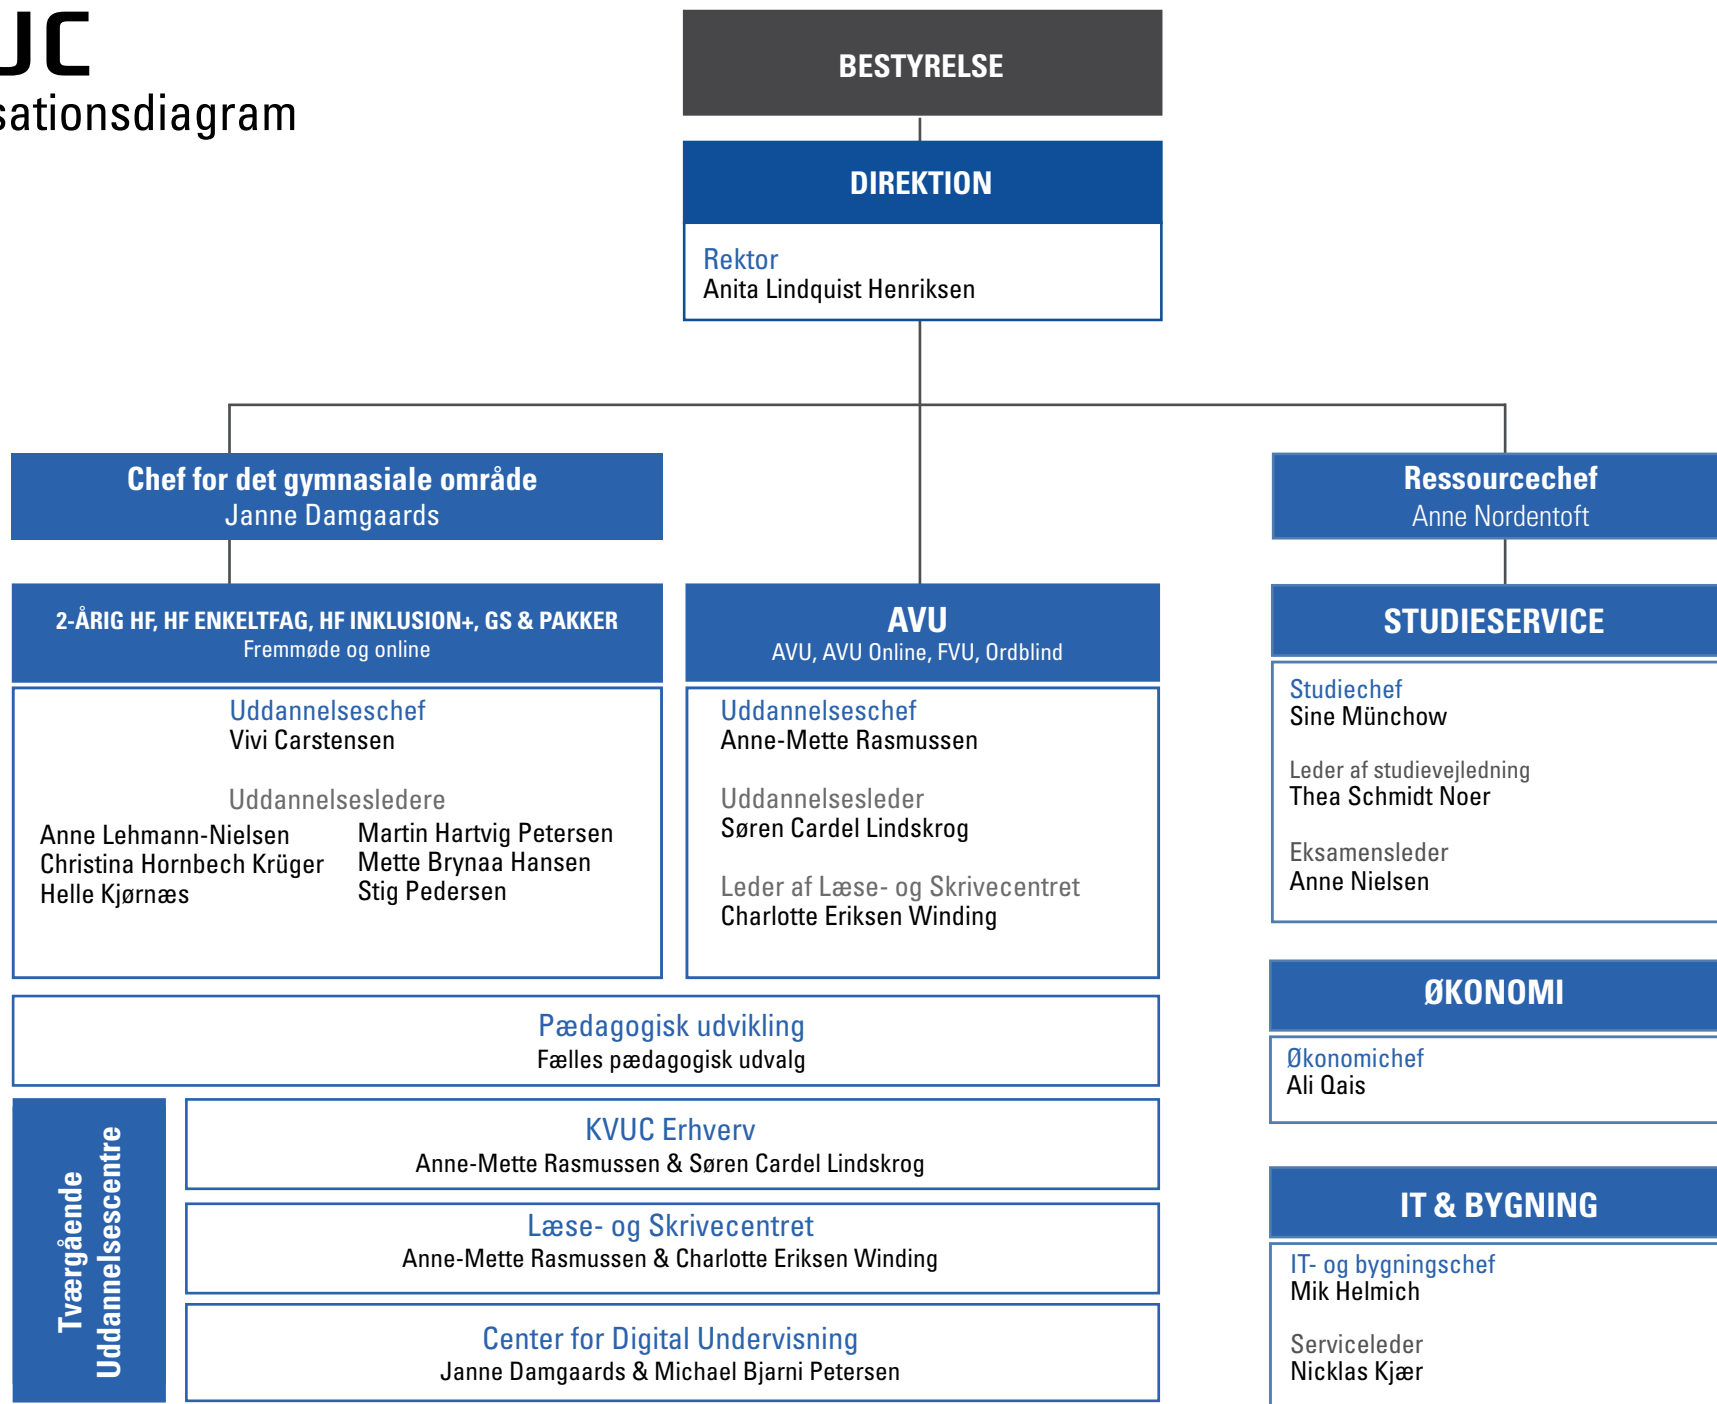 UC
sationsdiagram
BESTYRELSE
DIREKTION
Rektor
Anita Lindquist Henriksen
Chef for det gymnasiale område
Janne Damgaards
Ressourcechef
Anne Nordentoft
2-ÅRIG HF, HF ENKELTFAG, HF INKLUSION+, GS & PAKKER
Fremmøde og online
Uddannelseschef
Vivi Carstensen
Uddannelsesledere
Anne Lehmann-Nielsen
Christina Hornbech Krüger
Helle Kjørnæs
Martin Hartvig Petersen
Mette Brynaa Hansen
Stig Pedersen
AVU
AVU, AVU Online, FVU, Ordblind
Uddannelseschef
Anne-Mette Rasmussen
Uddannelsesleder
Søren Cardel Lindskrog
Leder af Læse- og Skrivecentret
Charlotte Eriksen Winding
STUDIESERVICE
Studiechef
Sine Münchow
Leder af studievejledning
Thea Schmidt Noer
Eksamensleder
Anne Nielsen
Pædagogisk udvikling
Fælles pædagogisk udvalg
Tværgående
Uddannelsescentre
KVUC Erhverv
Anne-Mette Rasmussen & Søren Cardel Lindskrog
Læse- og Skrivecentret
Anne-Mette Rasmussen & Charlotte Eriksen Winding
Center for Digital Undervisning
Janne Damgaards & Michael Bjarni Petersen
ØKONOMI
Økonomichef
Ali Qais
IT & BYGNING
IT- og bygningschef
Mik Helmich
Serviceleder
Nicklas Kjær